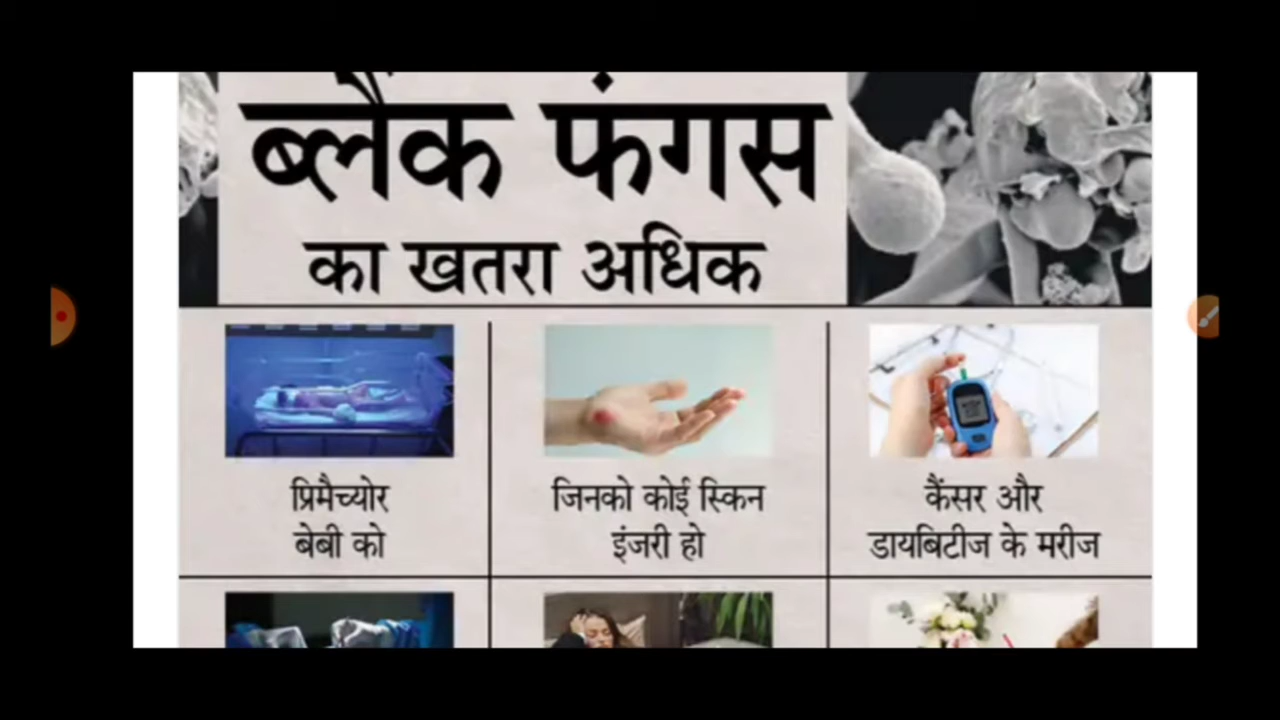 ब्लैक फंगस
का खतरा अधिक
प्रिमैच्योर
बेबी को
जिनको कोई स्किन
इंजरी हो
कैंसर और
डायबिटीज के मरीज